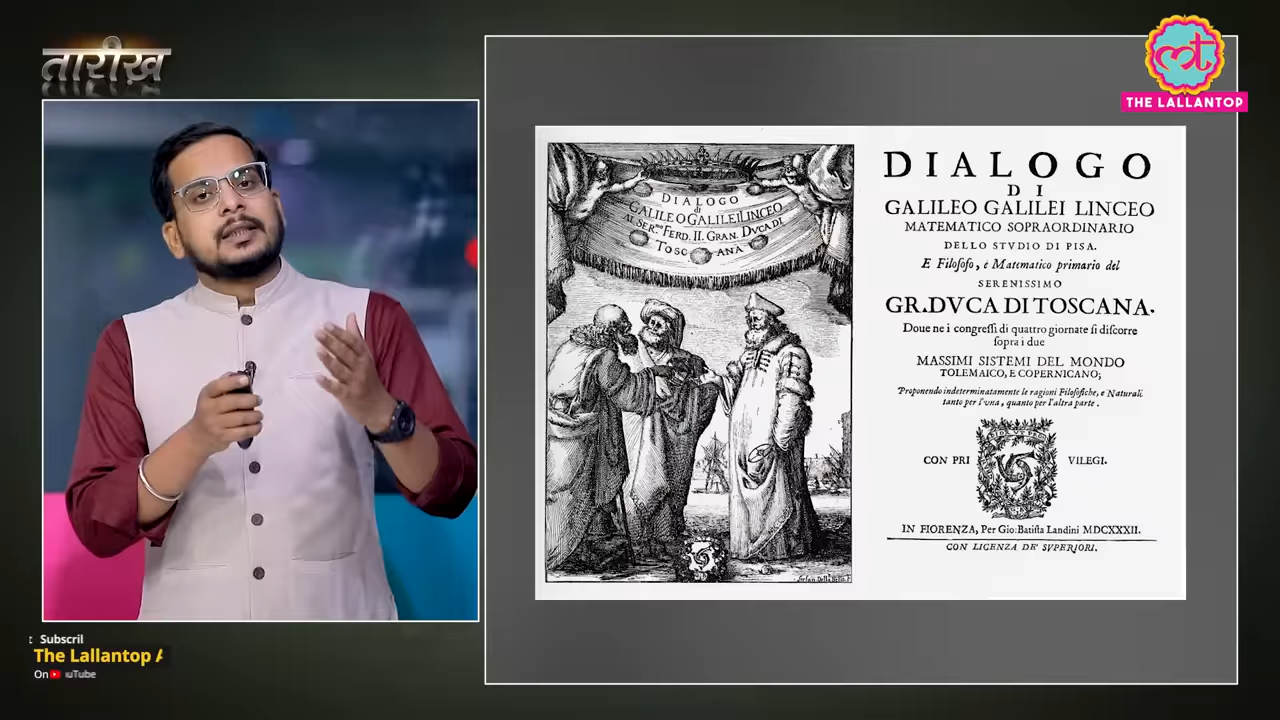 तारीख़
THE LALLANTOP
DIALOGO
di
GALILEO GALILEI LINCEO
AL SER.mo FERD. II. GRAN. DVCA DI
TOSCANA
DIALOGO
DI
GALILEO GALILEI LINCEO
MATEMATICO SOPRAORDINARIO
DELLO STVDIO DI PISA.
E Filosofo, e Matematico primario del
SERENISSIMO
GR.DVCA DI TOSCANA.
Doue ne i congreſſi di quattro giornate ſi diſcorre
ſopra i due
MASSIMI SISTEMI DEL MONDO
TOLEMAICO, E COPERNICANO;
Proponendo indeterminatamente le ragioni Filoſofiche, e Naturali
tanto per l'vna, quanto per l'altra parte.
CON PRI VILEGI.
IN FIORENZA, Per Gio:Batiſta Landini MDCXXXII.
CON LICENZA DE' SVPERIORI.
Subscri
The Lallantop
On uTube